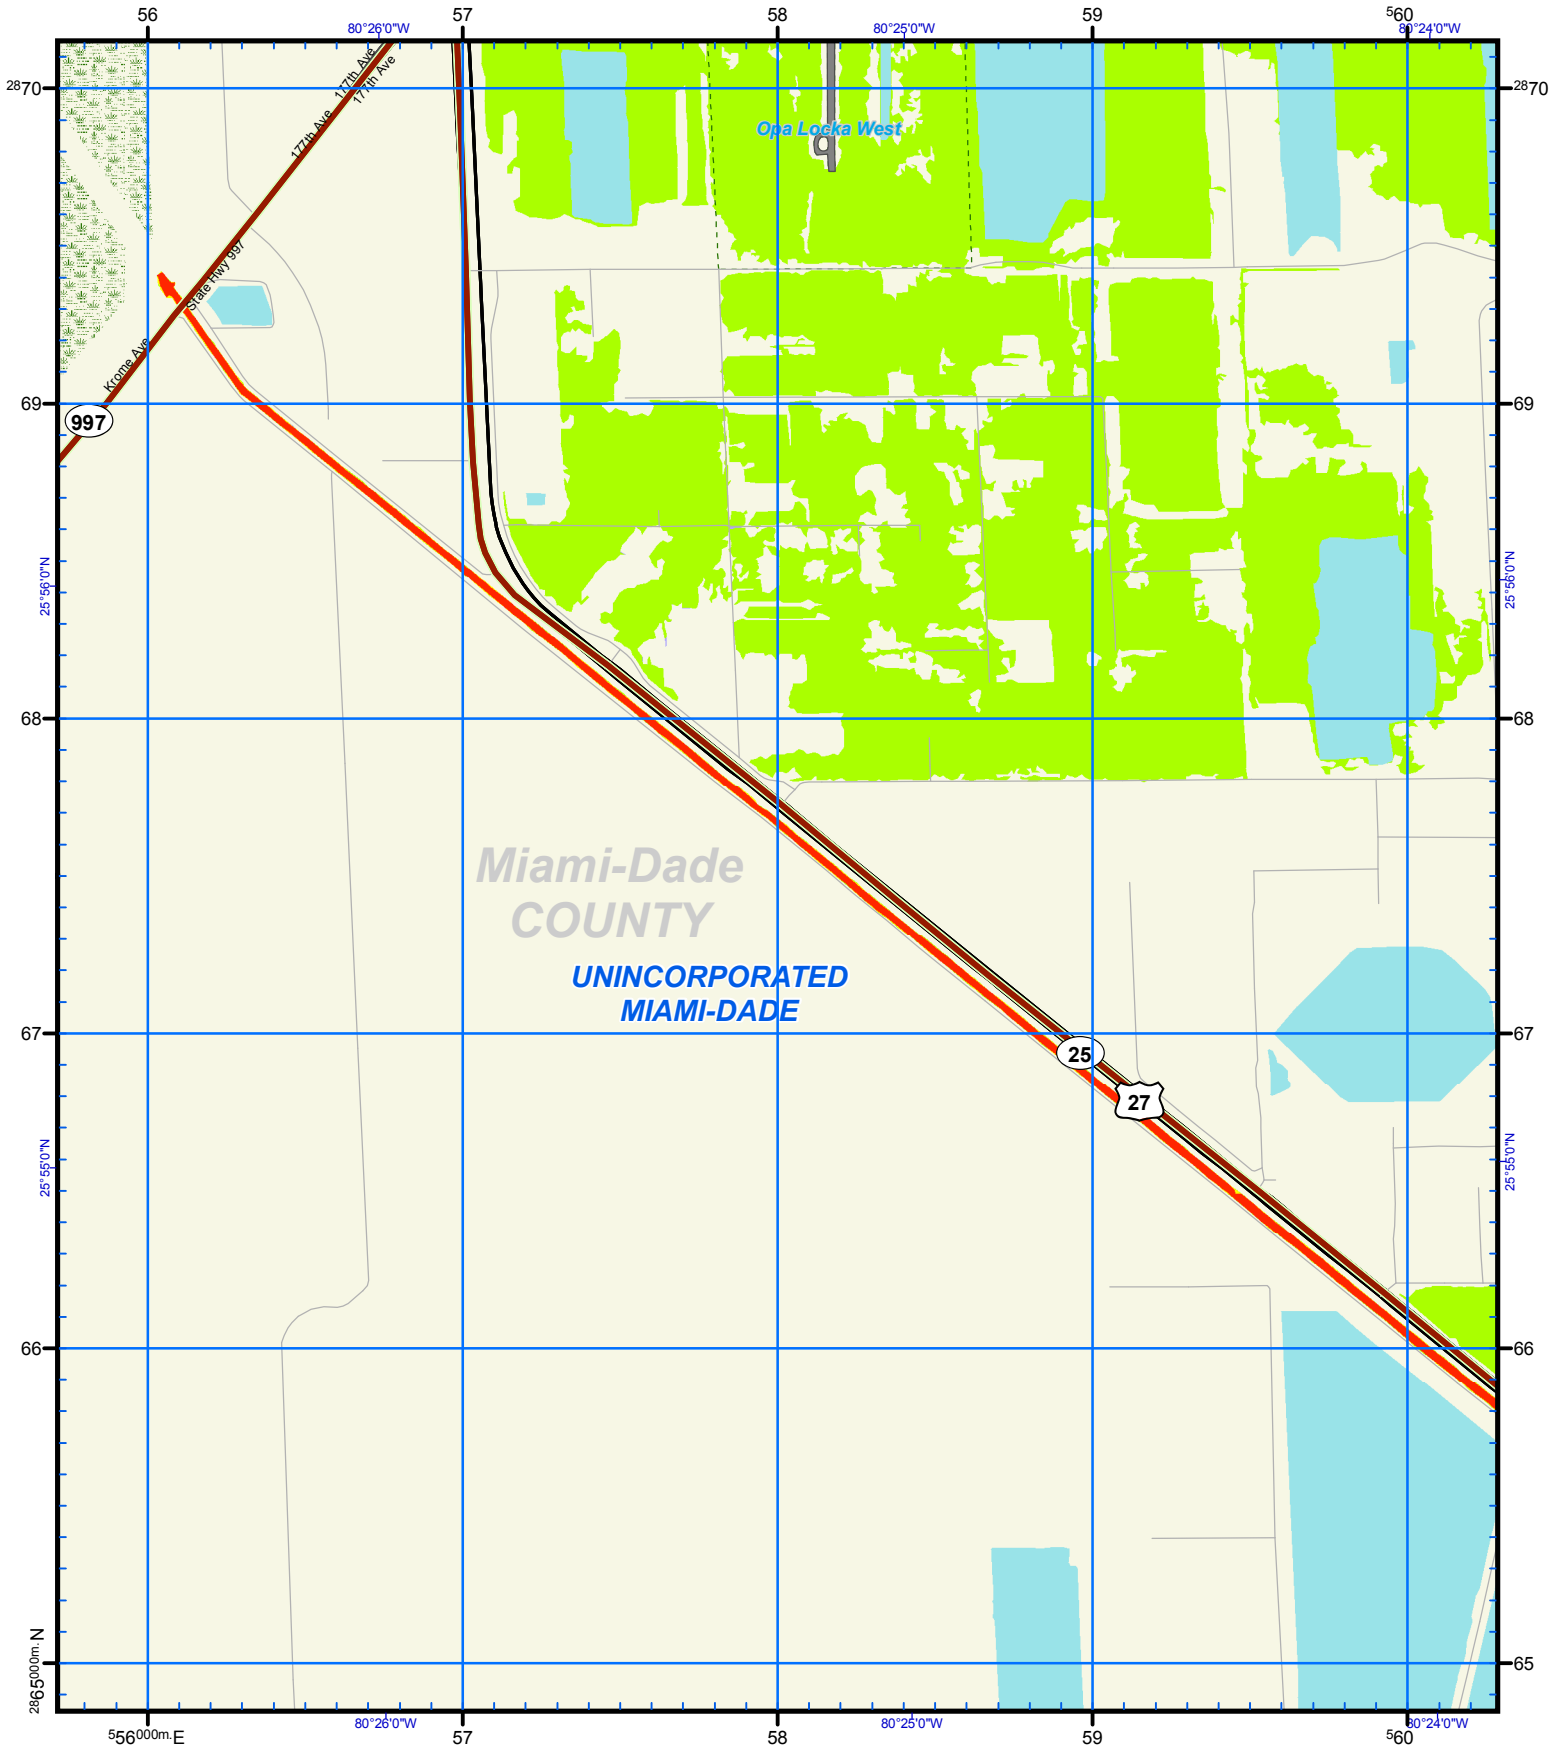 56
57
58
59
560
80°26'0"W
80°25'0"W
80°24'0"W
2870
2870
177th Ave
177th Ave
177th Ave
Opa Locka West
State Hwy 997
Krome Ave
997
69
69
25°56'0"N
25°56'0"N
68
68
Miami-Dade
COUNTY
UNINCORPORATED
MIAMI-DADE
67
67
25
27
25°55'0"N
25°55'0"N
66
66
2865000m. N
65
80°26'0"W
80°25'0"W
80°24'0"W
556000m. E
57
58
59
560